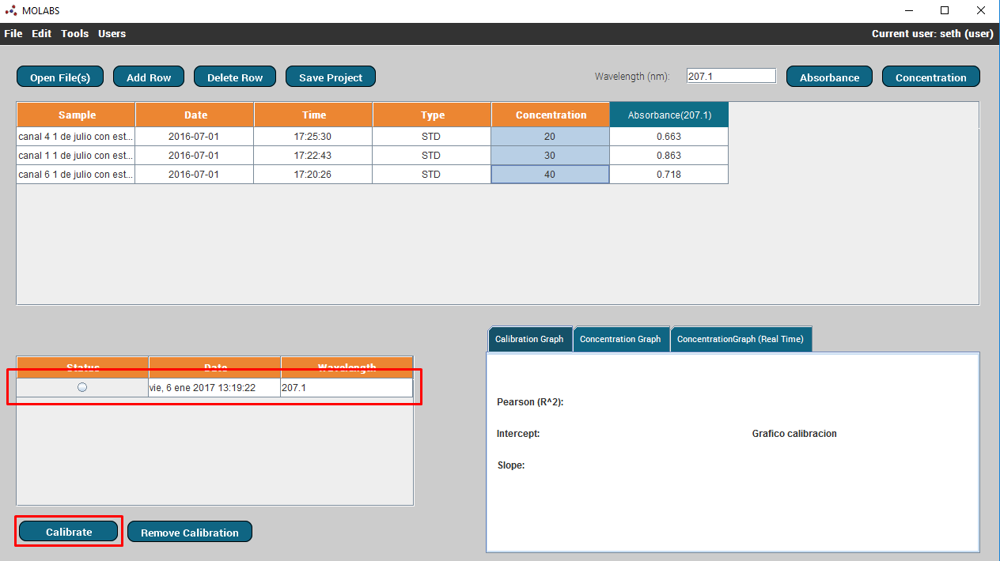 MOLABS
File Edit Tools Users Current user: seth (user)
Open File(s) Add Row Delete Row Save Project Wavelength (nm): 207.1 Absorbance Concentration
Sample Date Time Type Concentration Absorbance(207.1)
canal 4 1 de julio con est... 2016-07-01 17:25:30 STD 20 0.663
canal 1 1 de julio con est... 2016-07-01 17:22:43 STD 30 0.863
canal 6 1 de julio con est... 2016-07-01 17:20:26 STD 40 0.718
Calibration Graph Concentration Graph ConcentrationGraph (Real Time)
Status Date Wavelength
vie, 6 ene 2017 13:19:22 207.1
Pearson (R^2):
Intercept: Grafico calibracion
Slope:
Calibrate Remove Calibration